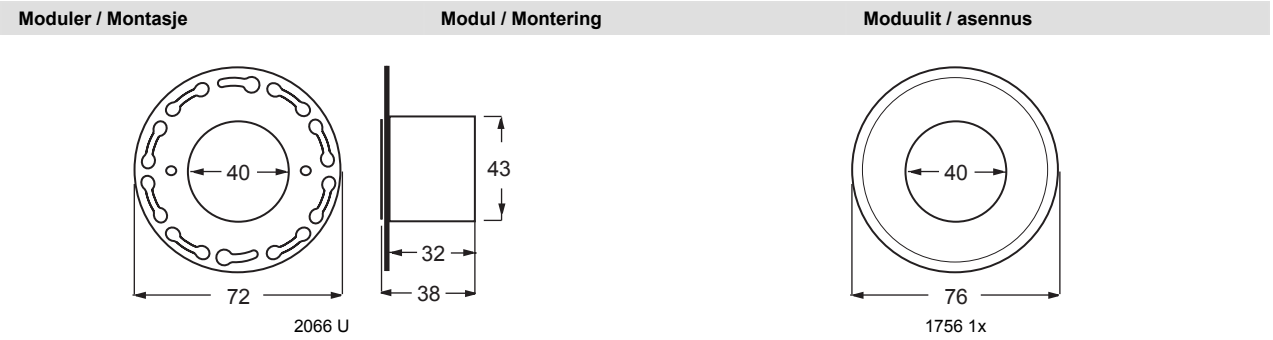 Moduler / Montasje
Modul / Montering
Moduulit / asennus
40
43
40
32
72
38
76
2066 U
1756 1x